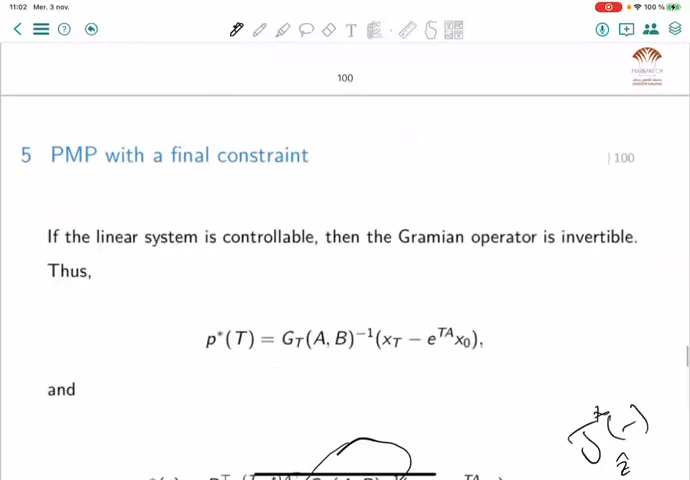 11:02 Mer. 3 nov.
100 %
100
5 PMP with a final constraint
| 100
If the linear system is controllable, then the Gramian operator is invertible.
Thus,
p*(T) = G_T(A, B)⁻¹(x_T − e^{TA}x₀),
and